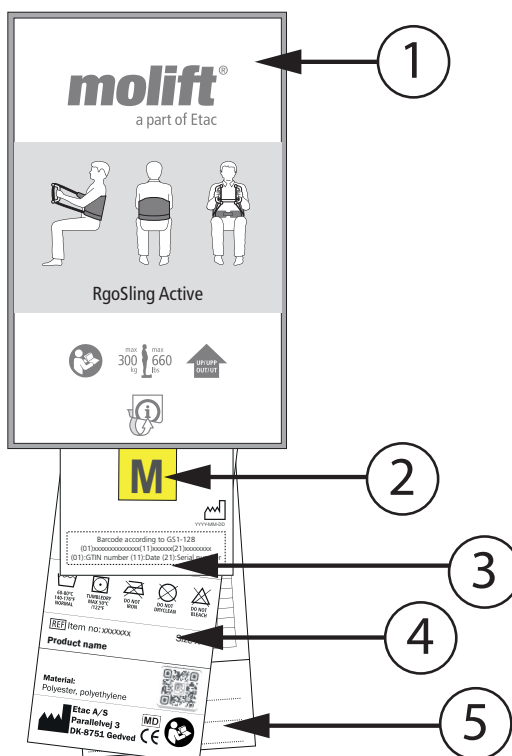 molift®
a part of Etac
RgoSling Active
max
300
kg
max
660
lbs
UP/UPP
OUT/UT
M
YYYY-MM-DD
Barcode according to GS1-128
(01)xxxxxxxxxxxxxx(11)xxxxxx(21)xxxxxxxx
(01):GTIN number (11):Date (21):Serial number
60-80°C
140-176°F
NORMAL
TUMBLEDRY
MAX 50°C
/122°F
DO NOT
IRON
DO NOT
DRYCLEAN
DO NOT
BLEACH
REF Item no: xxxxxxx
Product name
Material:
Polyester, polyethylene
Etac A/S
Parallelvej 3
DK-8751 Gedved
MD
CE
1
2
3
4
5